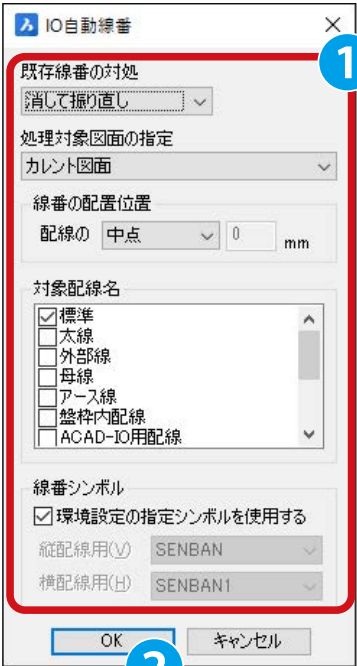 IO自動線番
1
既存線番の対処
消して振り直し
処理対象図面の指定
カレント図面
線番の配置位置
配線の 中点 0 mm
対象配線名
標準
太線
外部線
母線
アース線
盤枠内配線
ACAD-IO用配線
線番シンボル
環境設定の指定シンボルを使用する
縦配線用(V) SENBAN
横配線用(H) SENBAN1
OK キャンセル
2